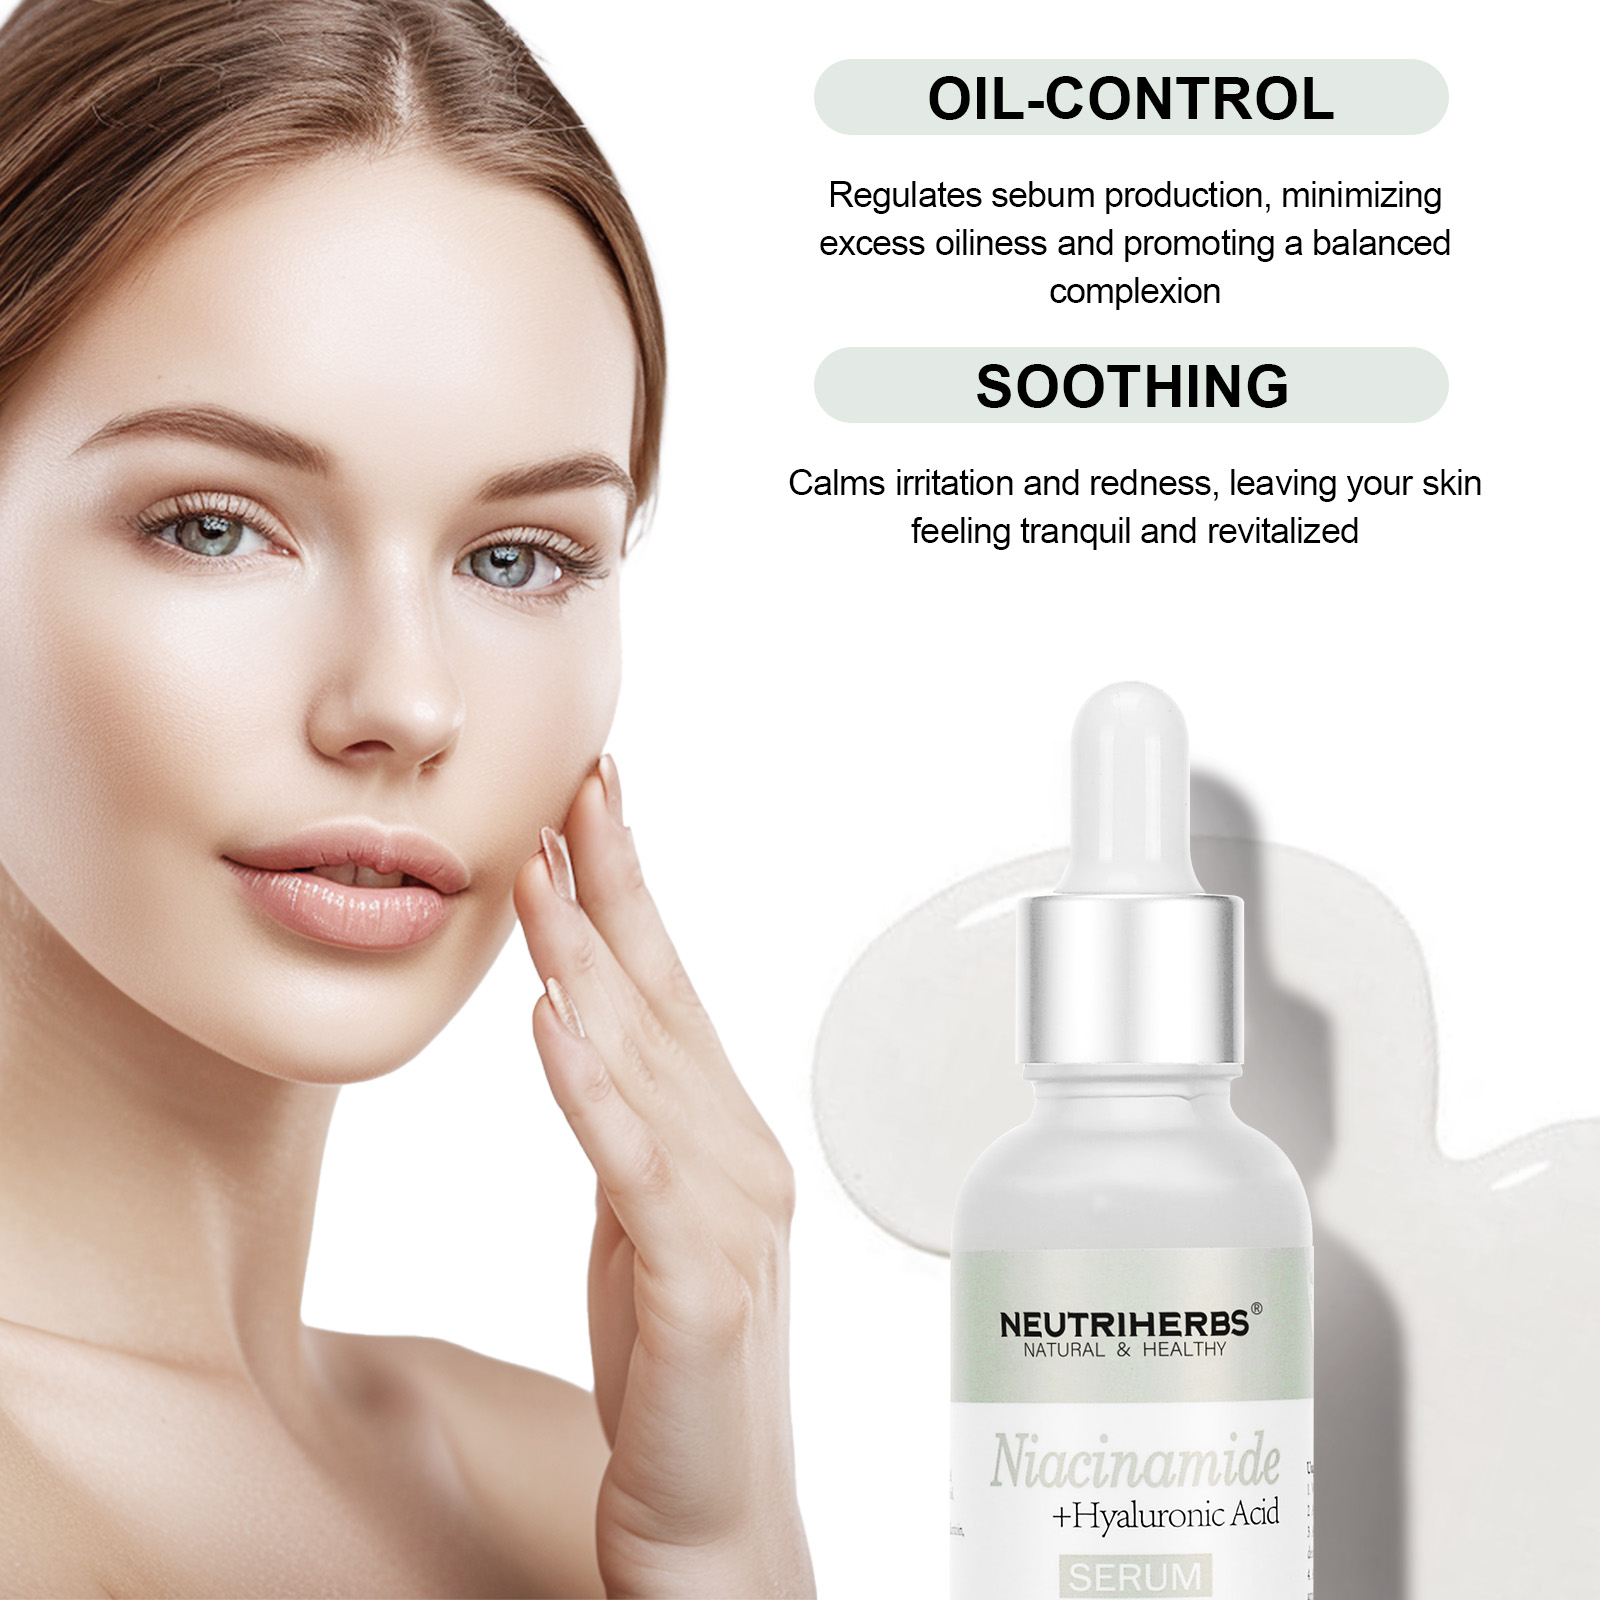 OIL-CONTROL
Regulates sebum production, minimizing
excess oiliness and promoting a balanced
complexion
SOOTHING
Calms irritation and redness, leaving your skin
feeling tranquil and revitalized
NEUTRIHERBS®
NATURAL & HEALTHY
Niacinamide
+Hyaluronic Acid
SERUM